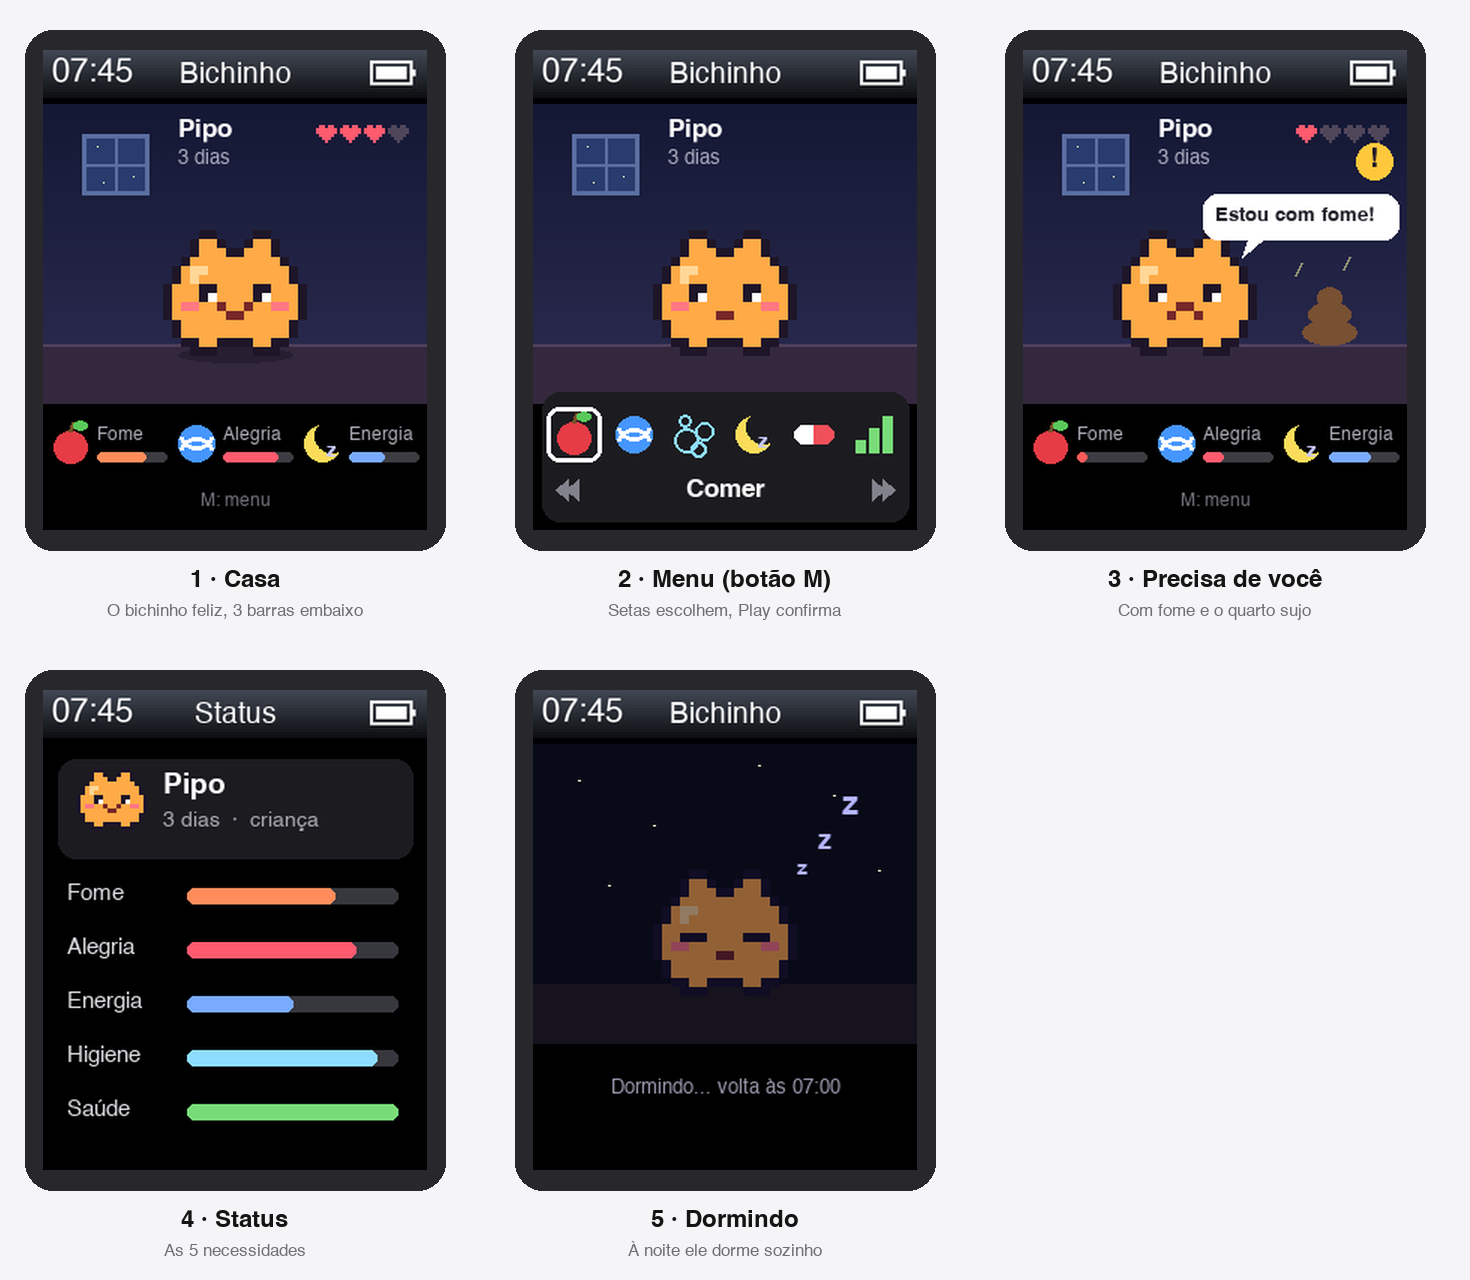 07:45 Bichinho
Pipo
3 dias
Fome Alegria Energia
z
M: menu
1 · Casa
O bichinho feliz, 3 barras embaixo
07:45 Bichinho
Pipo
3 dias
z
Comer
2 · Menu (botão M)
Setas escolhem, Play confirma
07:45 Bichinho
Pipo
3 dias
!
Estou com fome!
Fome Alegria Energia
z
M: menu
3 · Precisa de você
Com fome e o quarto sujo
07:45 Status
Pipo
3 dias · criança
Fome
Alegria
Energia
Higiene
Saúde
4 · Status
As 5 necessidades
07:45 Bichinho
z
z
z
Dormindo... volta às 07:00
5 · Dormindo
À noite ele dorme sozinho